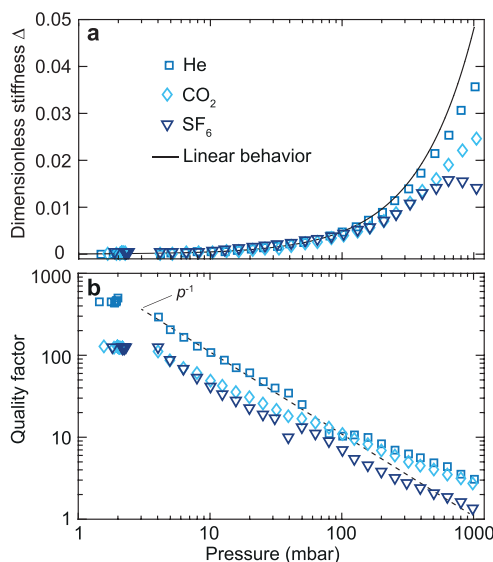 a
Dimensionless stiffness Δ
0.05
0.04
0.03
0.02
0.01
0
He
CO2
SF6
Linear behavior
b
Quality factor
1000
100
10
1
p-1
1
10
100
1000
Pressure (mbar)